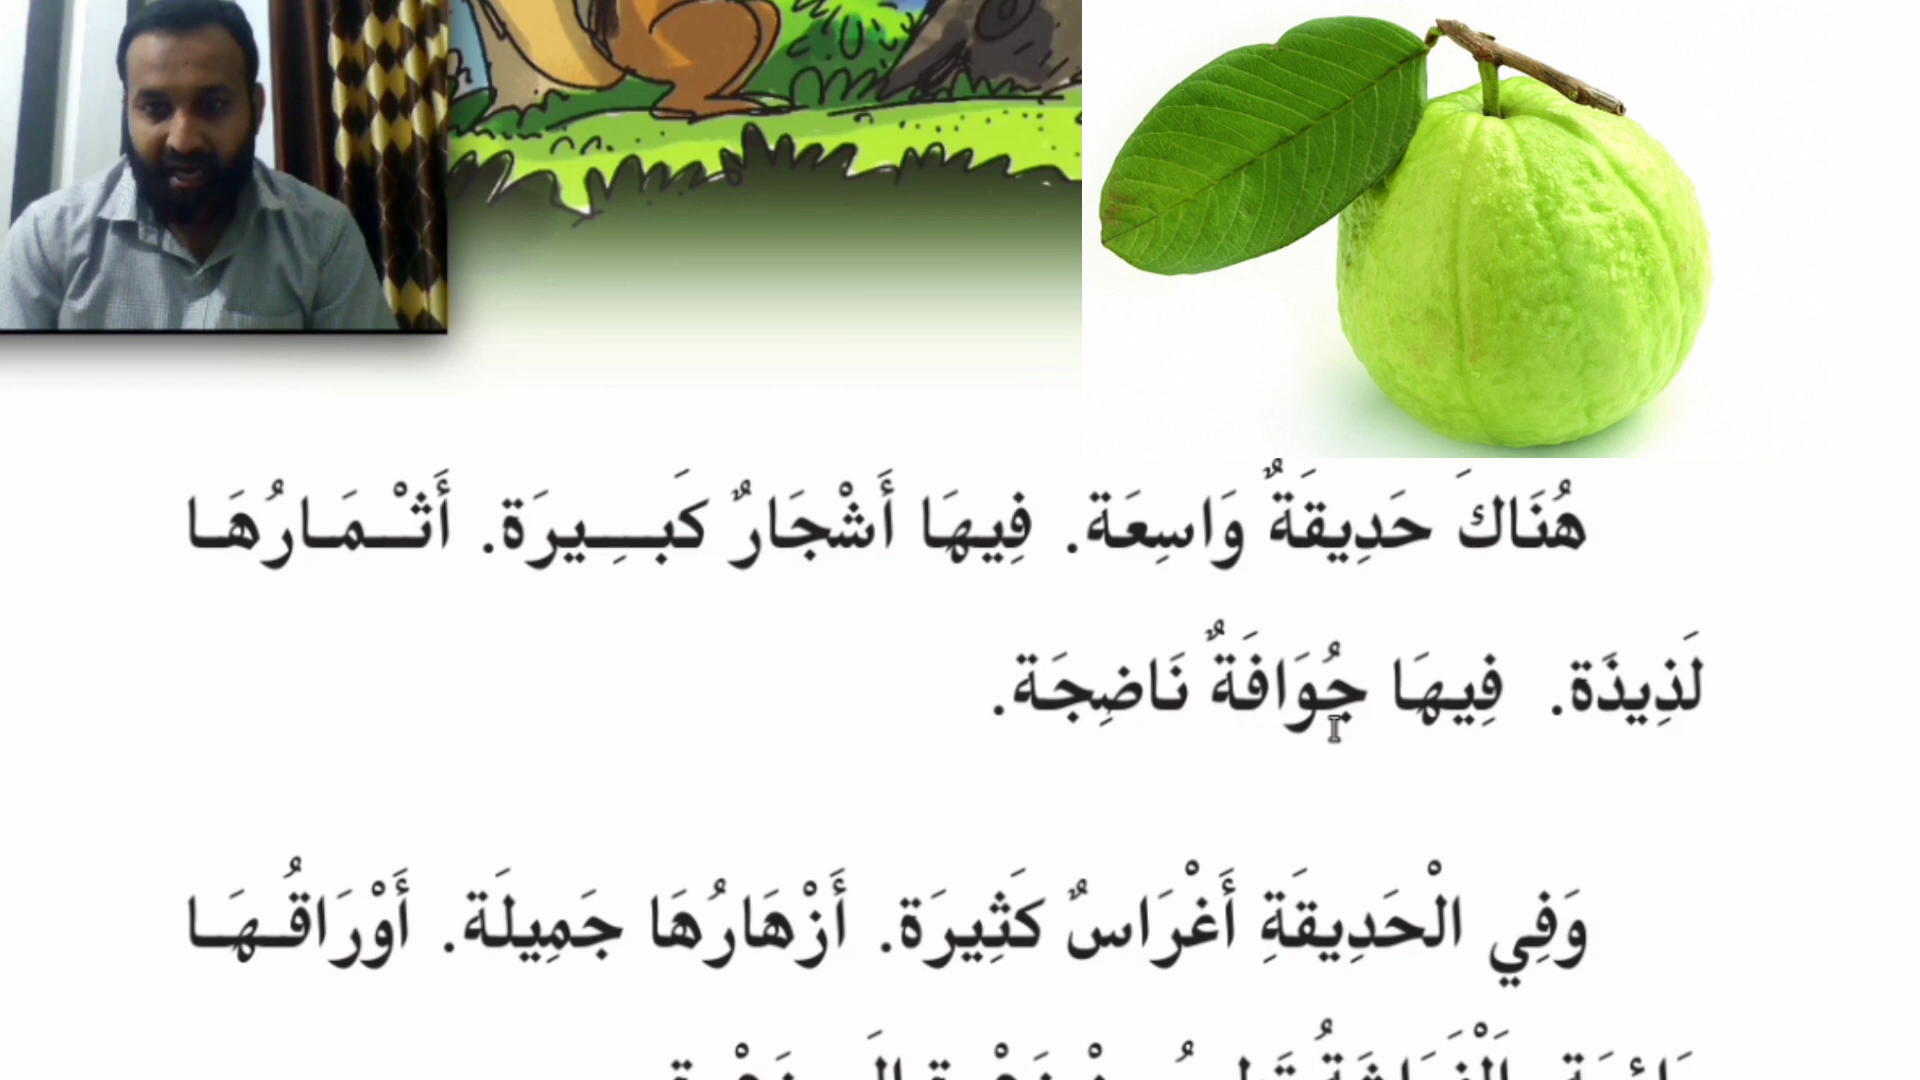 هُنَاكَ حَدِيقَةٌ وَاسِعَة. فِيهَا أَشْجَارٌ كَبِيرَة. أَثْمَارُهَا
لَذِيذَة. فِيهَا جُوَافَةٌ نَاضِجَة.
وَفِي الْحَدِيقَةِ أَغْرَاسٌ كَثِيرَة. أَزْهَارُهَا جَمِيلَة. أَوْرَاقُهَا